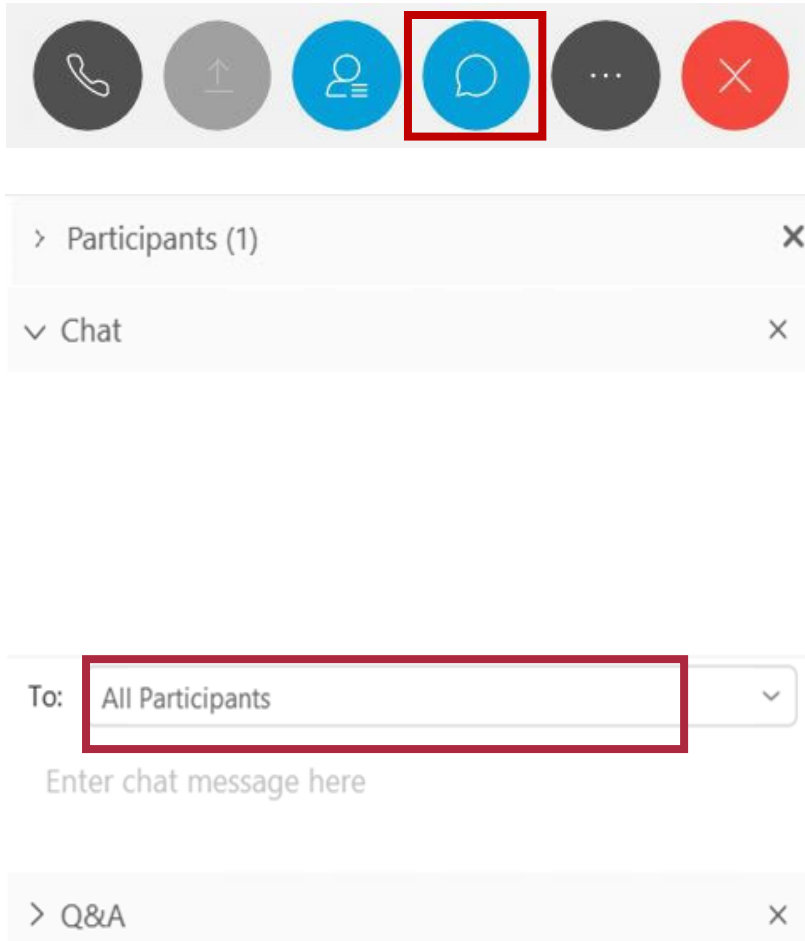 Participants (1)
Chat
To: All Participants
Enter chat message here
Q&A